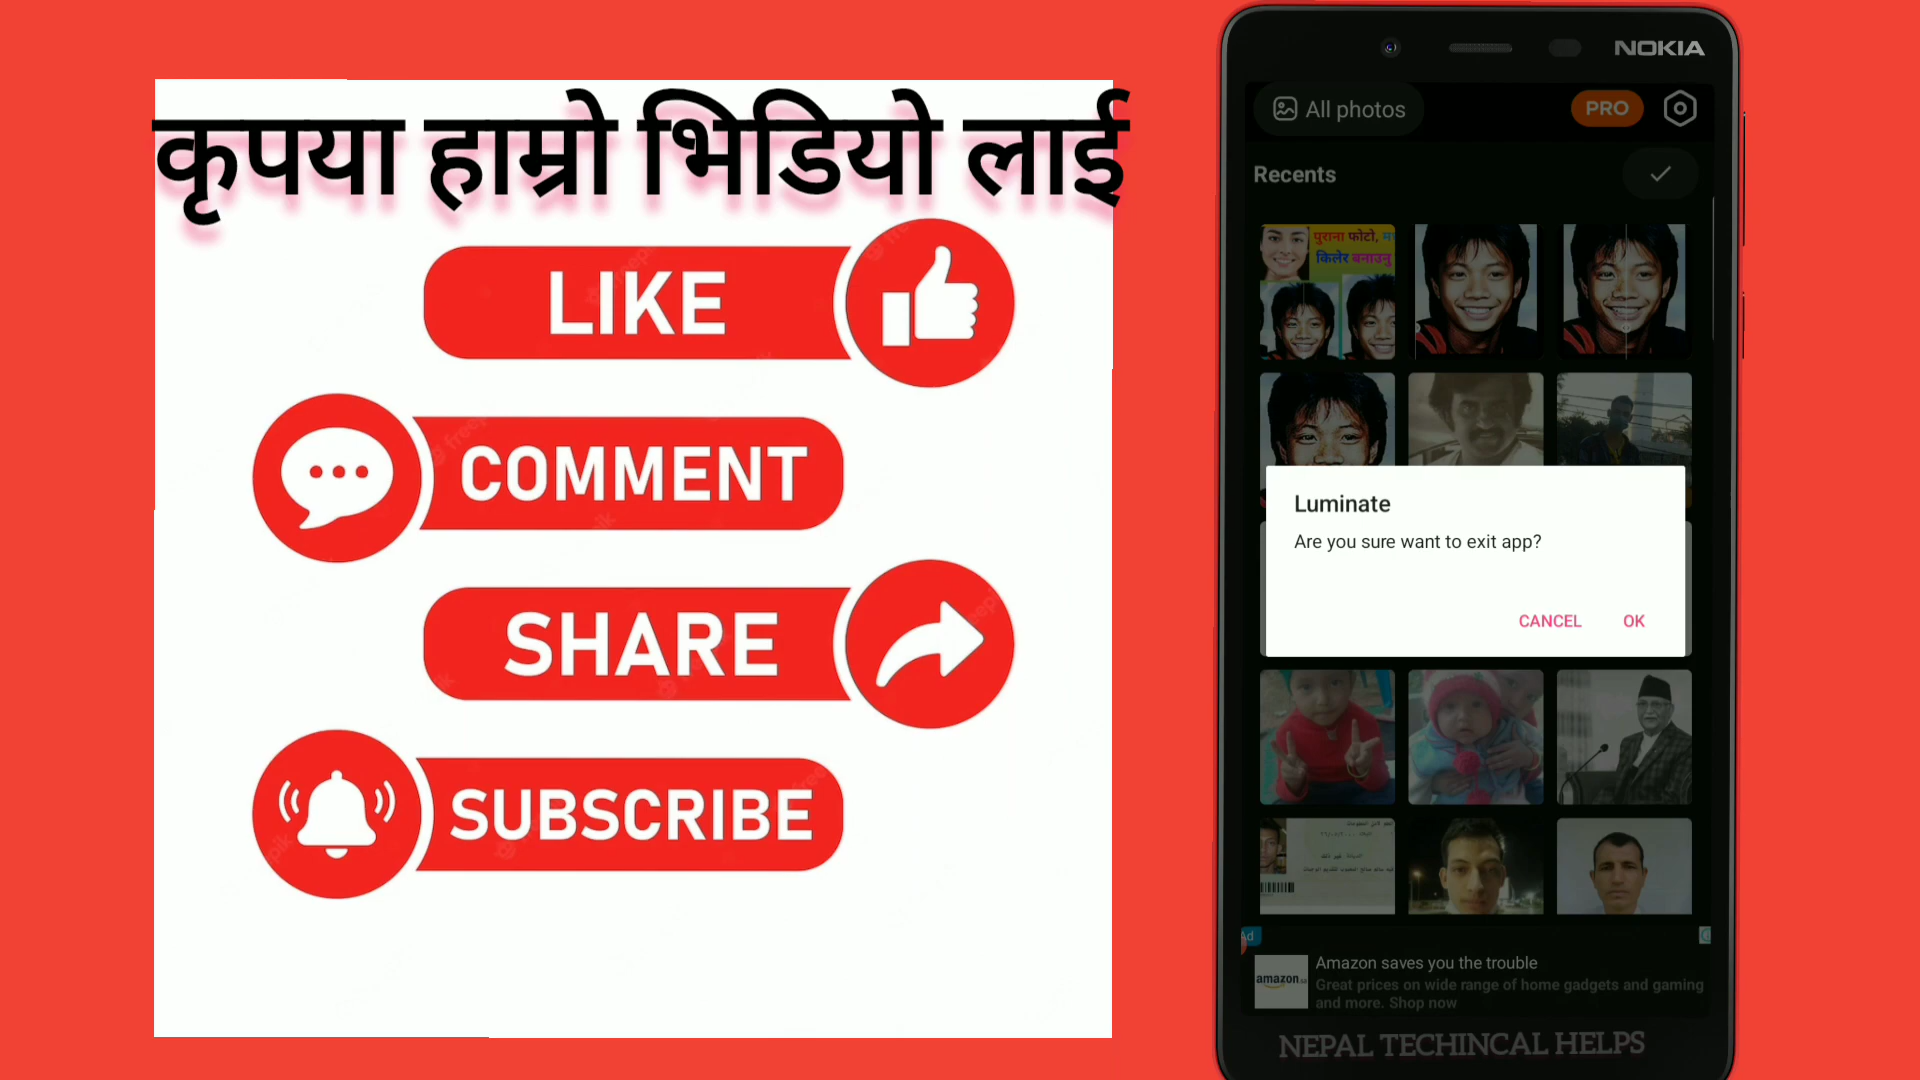 कृपया हाम्रो भिडियो लाई
LIKE
COMMENT
SHARE
SUBSCRIBE
NOKIA
All photos
PRO
Recents
पुराना फोटो,
किलेर बनाउनु
Luminate
Are you sure want to exit app?
CANCEL OK
Ad
amazon
Amazon saves you the trouble
Great prices on wide range of home gadgets and gaming
and more. Shop now
NEPAL TECHINCAL HELPS